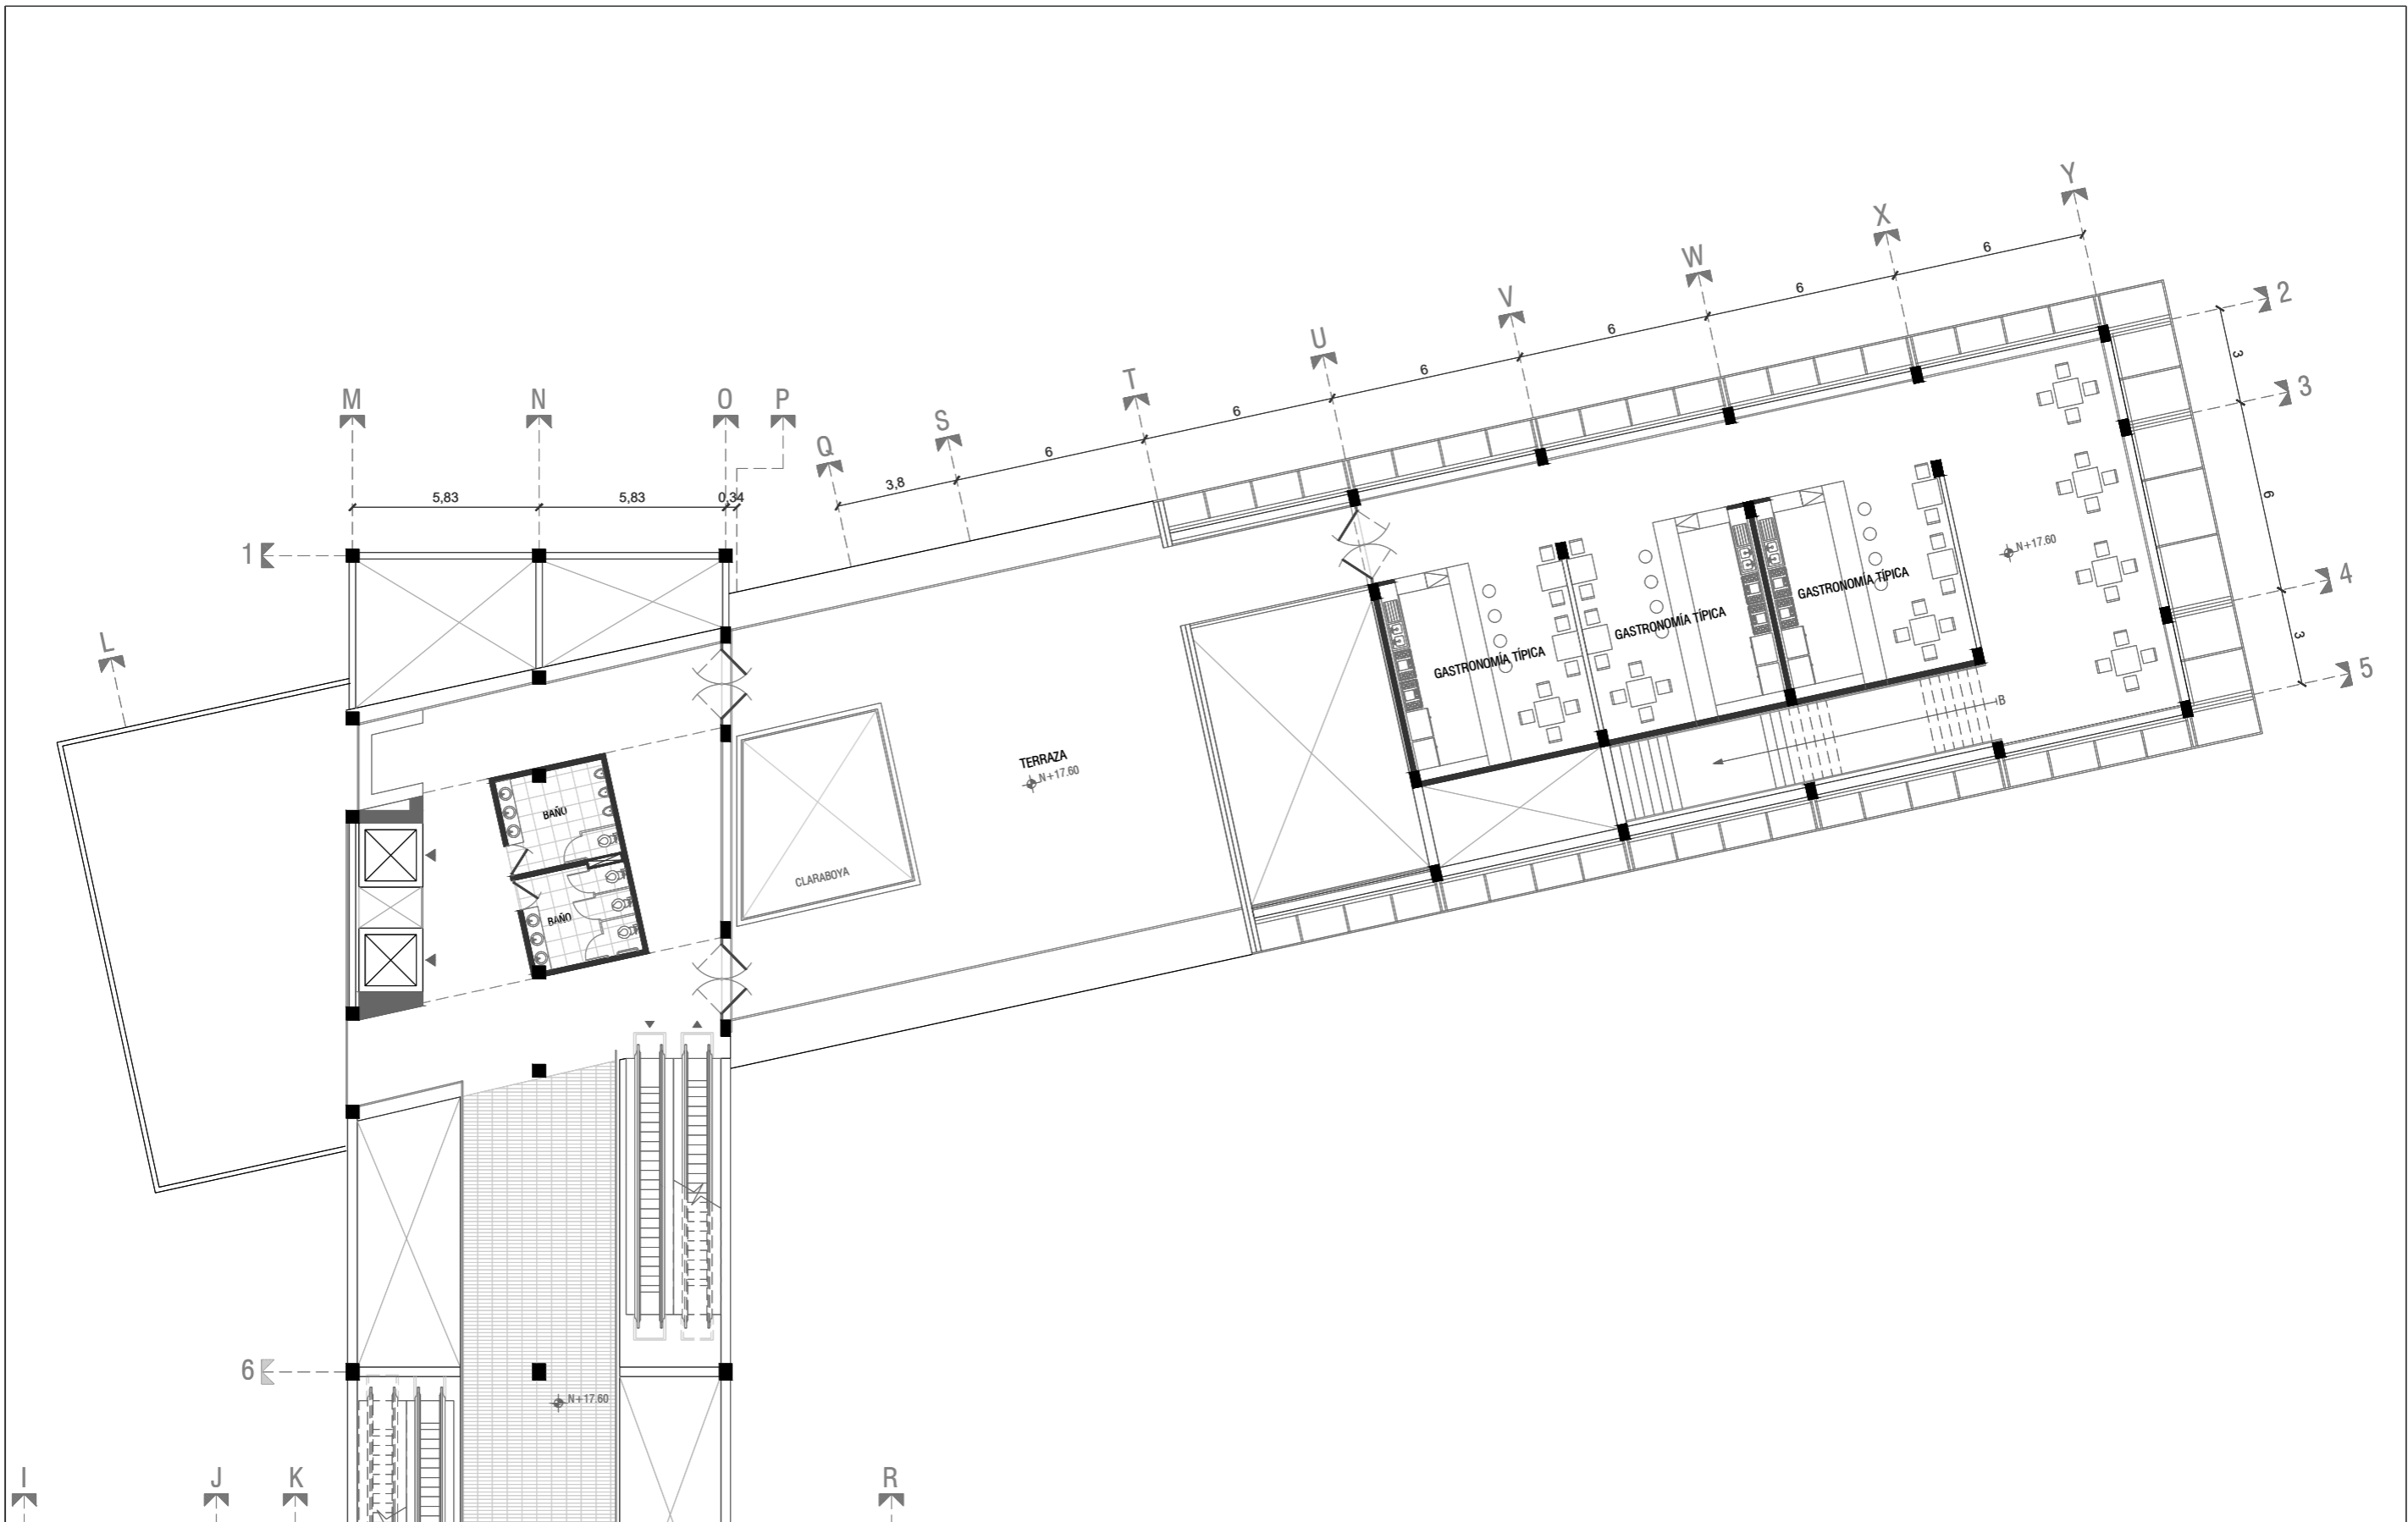 Y
X
6
W
6
2
V
6
3
U
6
3
T
6
M
N
O
P
S
6
4
Q
6
5,83
5,83
0,34
3,8
6
N+17.60
1
GASTRONOMÍA TÍPICA
GASTRONOMÍA TÍPICA
3
L
GASTRONOMÍA TÍPICA
5
B
TERRAZA
N+17.60
BAÑO
CLARABOYA
BAÑO
6
N+17.60
I
J
K
R